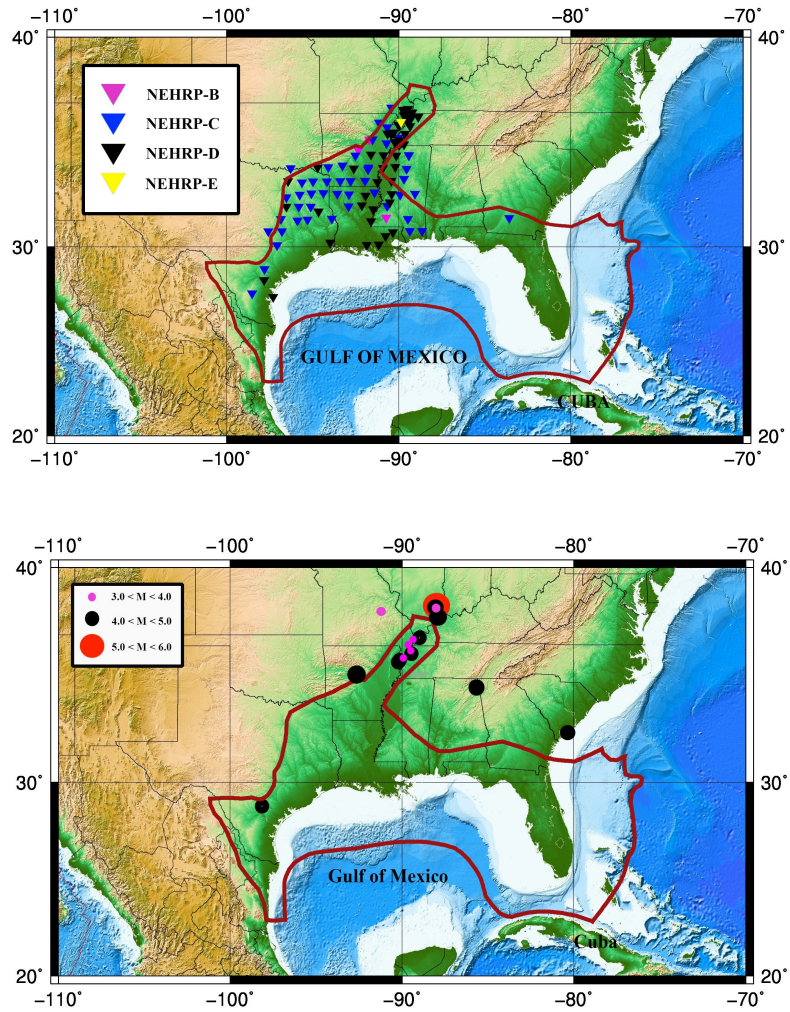 −110˚ −100˚ −90˚ −80˚ −70˚
40˚ 40˚
NEHRP-B
NEHRP-C
NEHRP-D
NEHRP-E
30˚ 30˚
GULF OF MEXICO
CUBA
20˚ 20˚
−110˚ −100˚ −90˚ −80˚ −70˚
−110˚ −100˚ −90˚ −80˚ −70˚
40˚ 40˚
3.0 < M < 4.0
4.0 < M < 5.0
5.0 < M < 6.0
30˚ 30˚
Gulf of Mexico
Cuba
20˚ 20˚
−110˚ −100˚ −90˚ −80˚ −70˚